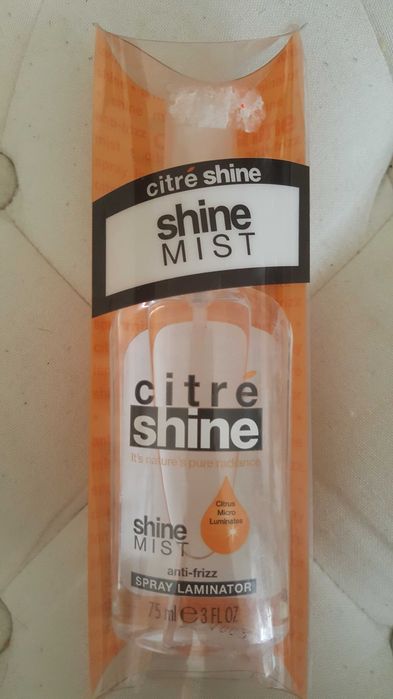 citré shine
shine
MIST
citré
shine
It's nature's pure radiance
Citrus
Micro
Luminates
shine
MIST
anti-frizz
SPRAY LAMINATOR
75 ml e 3 FL OZ